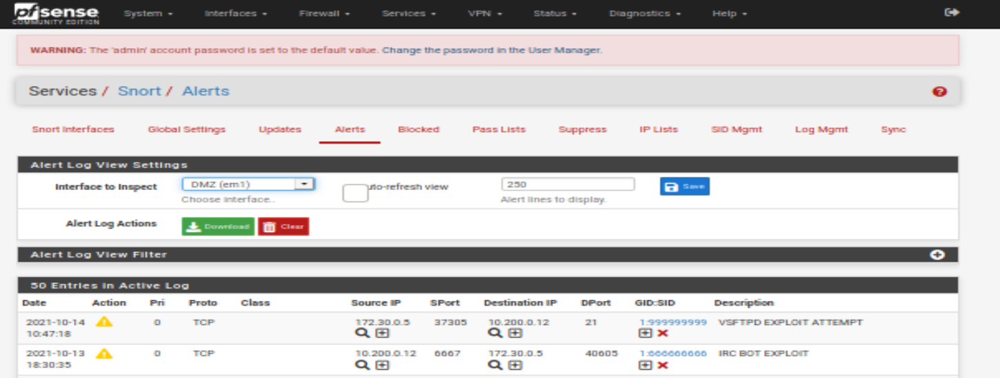 pfsense
COMMUNITY EDITION
System Interfaces Firewall Services VPN Status Diagnostics Help
WARNING: The 'admin' account password is set to the default value. Change the password in the User Manager.
Services / Snort / Alerts
Snort Interfaces Global Settings Updates Alerts Blocked Pass Lists Suppress IP Lists SID Mgmt Log Mgmt Sync
Alert Log View Settings
Interface to Inspect DMZ (em1) uto-refresh view 250 Save
Choose interface.. Alert lines to display.
Alert Log Actions Download Clear
Alert Log View Filter
50 Entries in Active Log
Date Action Pri Proto Class Source IP SPort Destination IP DPort GID:SID Description
2021-10-14 0 TCP 172.30.0.5 37305 10.200.0.12 21 1:999999999 VSFTPD EXPLOIT ATTEMPT
10:47:18
2021-10-13 0 TCP 10.200.0.12 6667 172.30.0.5 40605 1:666666666 IRC BOT EXPLOIT
18:30:35